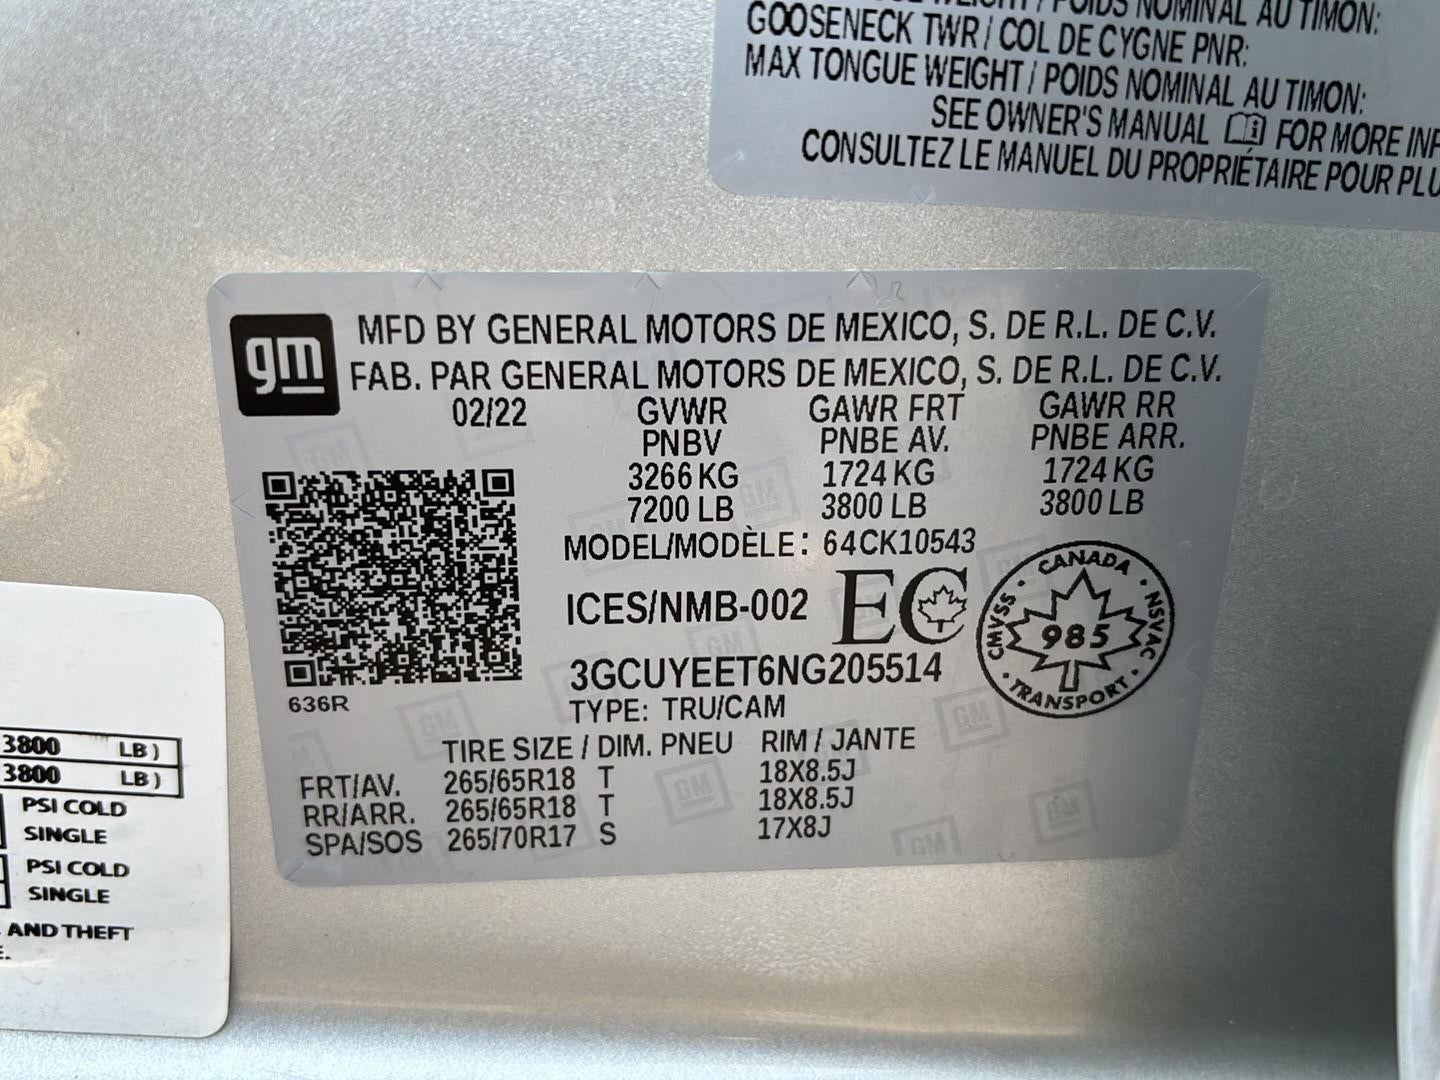 WEIGHT / POIDS NOMINAL AU TIMON:
GOOSENECK TWR / COL DE CYGNE PNR:
MAX TONGUE WEIGHT / POIDS NOMINAL AU TIMON:
SEE OWNER'S MANUAL FOR MORE INF
CONSULTEZ LE MANUEL DU PROPRIÉTAIRE POUR PLU
gm
MFD BY GENERAL MOTORS DE MEXICO, S. DE R.L. DE C.V.
FAB. PAR GENERAL MOTORS DE MEXICO, S. DE R.L. DE C.V.
02/22 GVWR GAWR FRT GAWR RR
PNBV PNBE AV. PNBE ARR.
3266 KG 1724 KG 1724 KG
7200 LB 3800 LB 3800 LB
MODEL/MODÈLE: 64CK10543
ICES/NMB-002 EC
CANADA
CMVSS 985 NSVAC
TRANSPORT
3GCUYEET6NG205514
636R
TYPE: TRU/CAM
TIRE SIZE / DIM. PNEU RIM / JANTE
FRT/AV. 265/65R18 T 18X8.5J
RR/ARR. 265/65R18 T 18X8.5J
SPA/SOS 265/70R17 S 17X8J
3800 LB)
3800 LB)
PSI COLD
SINGLE
PSI COLD
SINGLE
AND THEFT